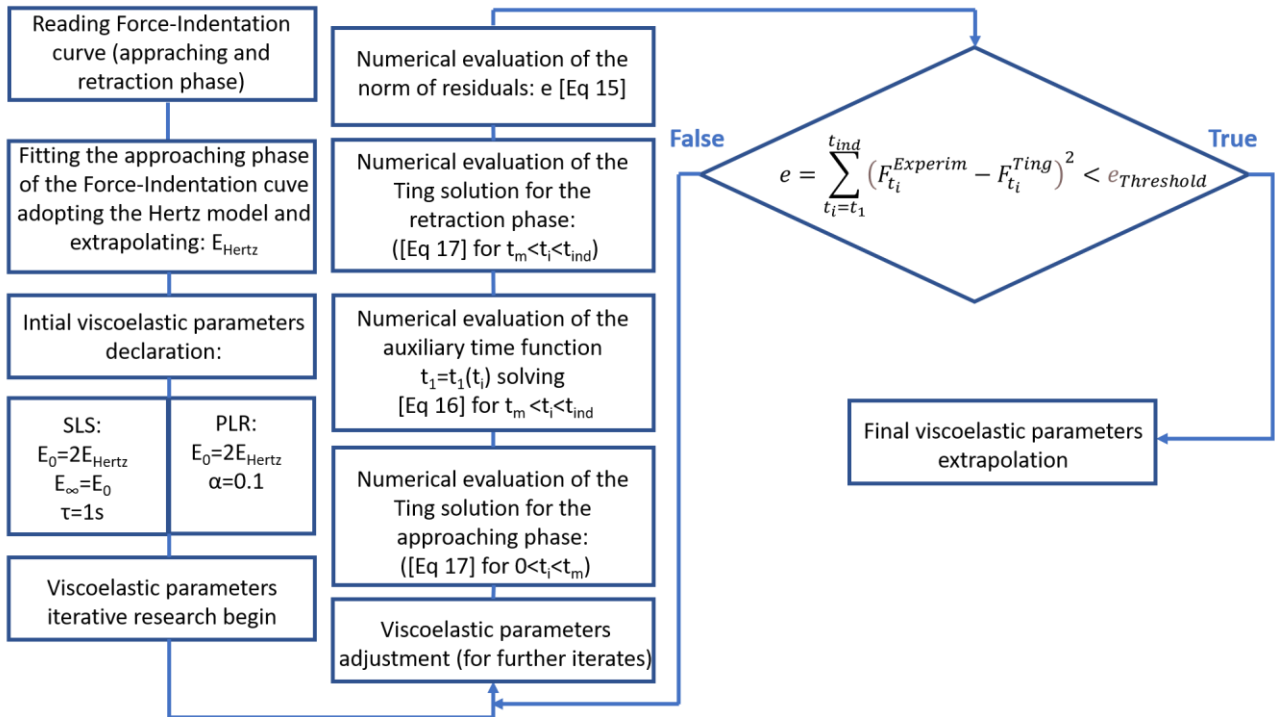 Reading Force-Indentation
curve (appraching and
retraction phase)
Fitting the approaching phase
of the Force-Indentation cuve
adopting the Hertz model and
extrapolating: E_Hertz
Intial viscoelastic parameters
declaration:
SLS:
E_0=2E_Hertz
E_∞=E_0
τ=1s
PLR:
E_0=2E_Hertz
α=0.1
Viscoelastic parameters
iterative research begin
Numerical evaluation of the
norm of residuals: e [Eq 15]
Numerical evaluation of the
Ting solution for the
retraction phase:
([Eq 17] for t_m<t_i<t_ind)
Numerical evaluation of the
auxiliary time function
t_1=t_1(t_i) solving
[Eq 16] for t_m <t_i<t_ind
Numerical evaluation of the
Ting solution for the
approaching phase:
([Eq 17] for 0<t_i<t_m)
Viscoelastic parameters
adjustment (for further iterates)
False
True
e = ∑_{t_i=t_1}^{t_ind} (F_{t_i}^{Experim} − F_{t_i}^{Ting})^2 < e_Threshold
Final viscoelastic parameters
extrapolation